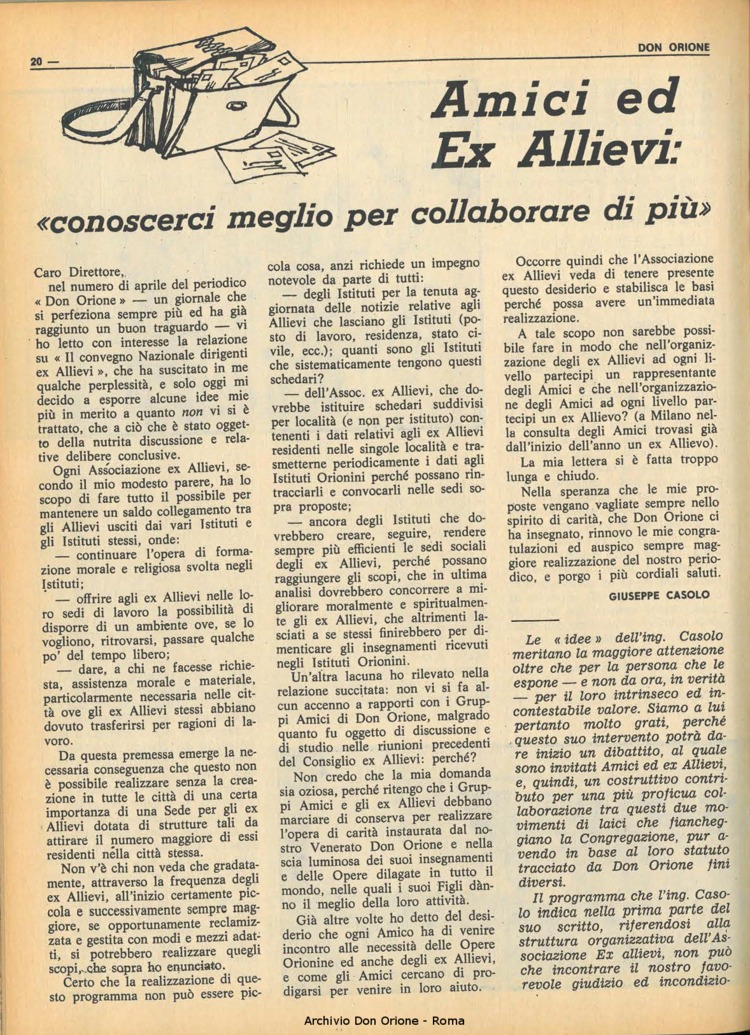 20 —
DON ORIONE
Amici ed
Ex Allievi:
«conoscerci meglio per collaborare di più»
Caro Direttore,
nel numero di aprile del periodico
« Don Orione » — un giornale che
si perfeziona sempre più ed ha già
raggiunto un buon traguardo — vi
ho letto con interesse la relazione
su « Il convegno Nazionale dirigenti
ex Allievi », che ha suscitato in me
qualche perplessità, e solo oggi mi
decido a esporre alcune idee mie
più in merito a quanto non vi si è
trattato, che a ciò che è stato ogget-
to della nutrita discussione e rela-
tive delibere conclusive.
Ogni Associazione ex Allievi, se-
condo il mio modesto parere, ha lo
scopo di fare tutto il possibile per
mantenere un saldo collegamento tra
gli Allievi usciti dai vari Istituti e
gli Istituti stessi, onde:
— continuare l'opera di forma-
zione morale e religiosa svolta negli
Istituti;
— offrire agli ex Allievi nelle lo-
ro sedi di lavoro la possibilità di
disporre di un ambiente ove, se lo
vogliono, ritrovarsi, passare qualche
po' del tempo libero;
— dare, a chi ne facesse richie-
sta, assistenza morale e materiale,
particolarmente necessaria nelle cit-
tà ove gli ex Allievi stessi abbiano
dovuto trasferirsi per ragioni di la-
voro.
Da questa premessa emerge la ne-
cessaria conseguenza che questo non
è possibile realizzare senza la crea-
zione in tutte le città di una certa
importanza di una Sede per gli ex
Allievi dotata di strutture tali da
attirare il numero maggiore di essi
residenti nella città stessa.
Non v'è chi non veda che gradata-
mente, attraverso la frequenza degli
ex Allievi, all'inizio certamente pic-
cola e successivamente sempre mag-
giore, se opportunamente reclamiz-
zata e gestita con modi e mezzi adat-
ti, si potrebbero realizzare quegli
scopi, che sopra ho enunciato.
Certo che la realizzazione di que-
sto programma non può essere pic-
cola cosa, anzi richiede un impegno
notevole da parte di tutti:
— degli Istituti per la tenuta ag-
giornata delle notizie relative agli
Allievi che lasciano gli Istituti (po-
sto di lavoro, residenza, stato ci-
vile, ecc.); quanti sono gli Istituti
che sistematicamente tengono questi
schedari?
— dell'Assoc. ex Allievi, che do-
vrebbe istituire schedari suddivisi
per località (e non per istituto) con-
tenenti i dati relativi agli ex Allievi
residenti nelle singole località e tra-
smetterne periodicamente i dati agli
Istituti Orionini perché possano rin-
tracciarli e convocarli nelle sedi so-
pra proposte;
— ancora degli Istituti che do-
vrebbero creare, seguire, rendere
sempre più efficienti le sedi sociali
degli ex Allievi, perché possano
raggiungere gli scopi, che in ultima
analisi dovrebbero concorrere a mi-
gliorare moralmente e spiritualmen-
te gli ex Allievi, che altrimenti la-
sciati a se stessi finirebbero per di-
menticare gli insegnamenti ricevuti
negli Istituti Orionini.
Un'altra lacuna ho rilevato nella
relazione succitata: non vi si fa al-
cun accenno a rapporti con i Grup-
pi Amici di Don Orione, malgrado
quanto fu oggetto di discussione e
di studio nelle riunioni precedenti
del Consiglio ex Allievi: perché?
Non credo che la mia domanda
sia oziosa, perché ritengo che i Grup-
pi Amici e gli ex Allievi debbano
marciare di conserva per realizzare
l'opera di carità instaurata dal no-
stro Venerato Don Orione e nella
scia luminosa dei suoi insegnamenti
e delle Opere dilagate in tutto il
mondo, nelle quali i suoi Figli dàn-
no il meglio della loro attività.
Già altre volte ho detto del desi-
derio che ogni Amico ha di venire
incontro alle necessità delle Opere
Orionine ed anche degli ex Allievi,
e come gli Amici cercano di pro-
digarsi per venire in loro aiuto.
Occorre quindi che l'Associazione
ex Allievi veda di tenere presente
questo desiderio e stabilisca le basi
perché possa avere un'immediata
realizzazione.
A tale scopo non sarebbe possi-
bile fare in modo che nell'organiz-
zazione degli ex Allievi ad ogni li-
vello partecipi un rappresentante
degli Amici e che nell'organizzazio-
ne degli Amici ad ogni livello par-
tecipi un ex Allievo? (a Milano nel-
la consulta degli Amici trovasi già
dall'inizio dell'anno un ex Allievo).
La mia lettera si è fatta troppo
lunga e chiudo.
Nella speranza che le mie pro-
poste vengano vagliate sempre nello
spirito di carità, che Don Orione ci
ha insegnato, rinnovo le mie congra-
tulazioni ed auspico sempre mag-
giore realizzazione del nostro perio-
dico, e porgo i più cordiali saluti.
GIUSEPPE CASOLO
Le « idee » dell'ing. Casolo
meritano la maggiore attenzione
oltre che per la persona che le
espone — e non da ora, in verità
— per il loro intrinseco ed in-
contestabile valore. Siamo a lui
pertanto molto grati, perché
questo suo intervento potrà da-
re inizio un dibattito, al quale
sono invitati Amici ed ex Allievi,
e, quindi, un costruttivo contri-
buto per una più proficua col-
laborazione tra questi due mo-
vimenti di laici che fiancheg-
giano la Congregazione, pur a-
vendo in base al loro statuto
tracciato da Don Orione fini
diversi.
Il programma che l'ing. Caso-
lo indica nella prima parte del
suo scritto, riferendosi alla
struttura organizzativa dell'As-
sociazione Ex allievi, non può
che incontrare il nostro favo-
revole giudizio ed incondizio-
Archivio Don Orione - Roma